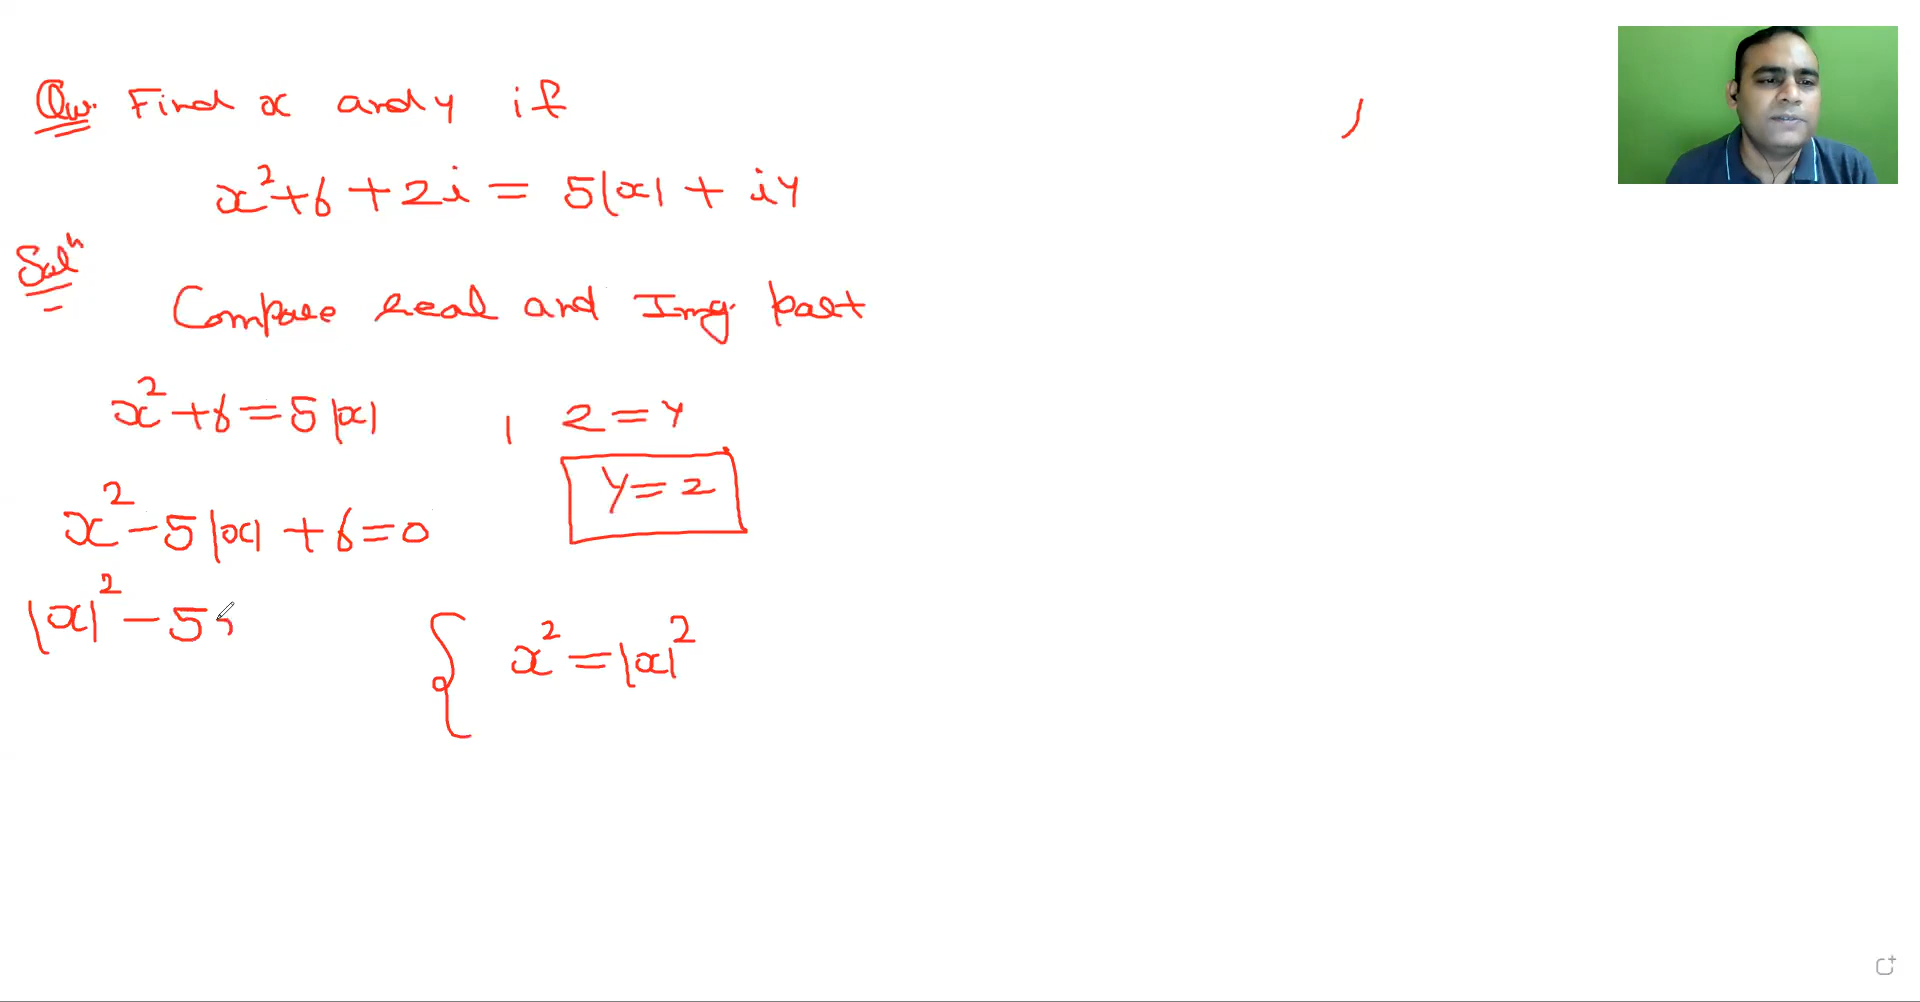 Qu. Find x and y if
x²+6+2i = 5|x| + iy
Solⁿ
Compare real and Img. part
x²+6=5|x| , 2=y
y=2
x²-5|x|+6=0
|x|²-5
{ x²=|x|²